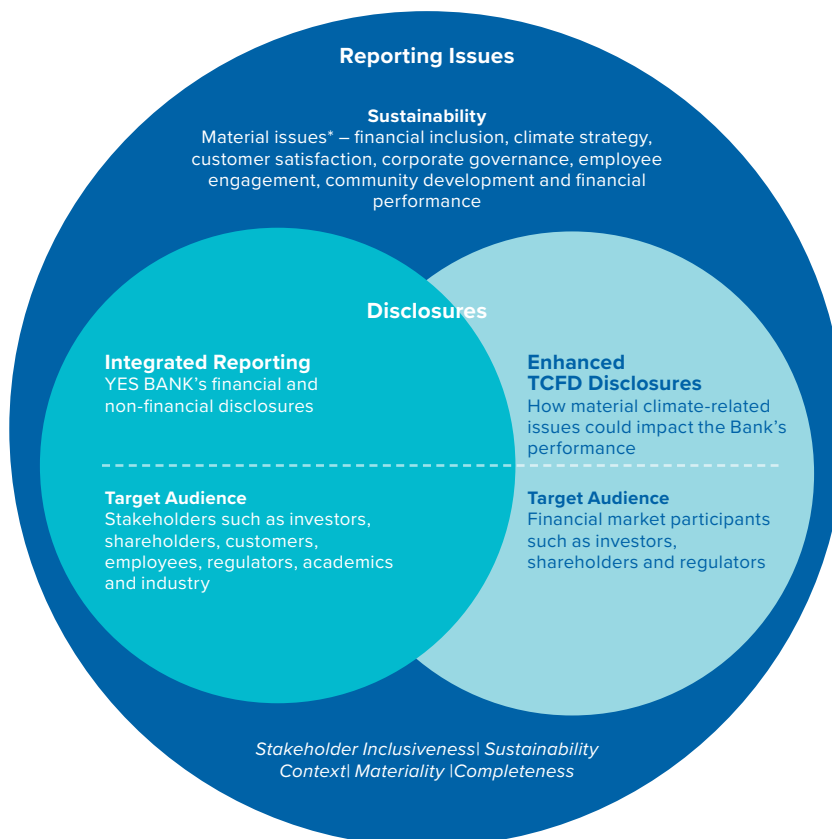 Reporting Issues
Sustainability
Material issues* – financial inclusion, climate strategy,
customer satisfaction, corporate governance, employee
engagement, community development and financial
performance
Disclosures
Integrated Reporting
YES BANK's financial and
non-financial disclosures
Enhanced
TCFD Disclosures
How material climate-related
issues could impact the Bank's
performance
Target Audience
Stakeholders such as investors,
shareholders, customers,
employees, regulators, academics
and industry
Target Audience
Financial market participants
such as investors,
shareholders and regulators
Stakeholder Inclusiveness| Sustainability
Context| Materiality |Completeness